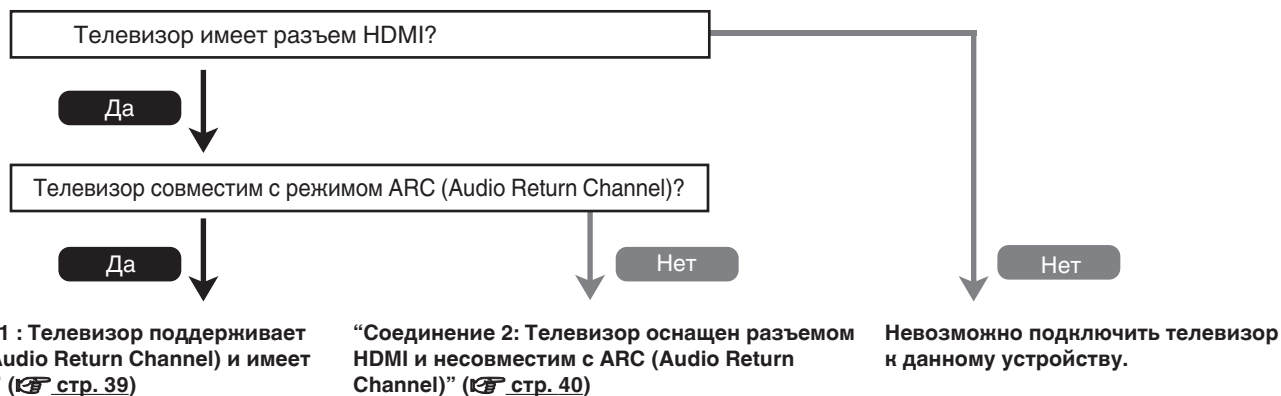 Телевизор имеет разъем HDMI?
Да
Телевизор совместим с режимом ARC (Audio Return Channel)?
Да
Нет
Нет
1 : Телевизор поддерживает
Audio Return Channel) и имеет
” (стр. 39)
“Соединение 2: Телевизор оснащен разъемом
HDMI и несовместим с ARC (Audio Return
Channel)” (стр. 40)
Невозможно подключить телевизор
к данному устройству.